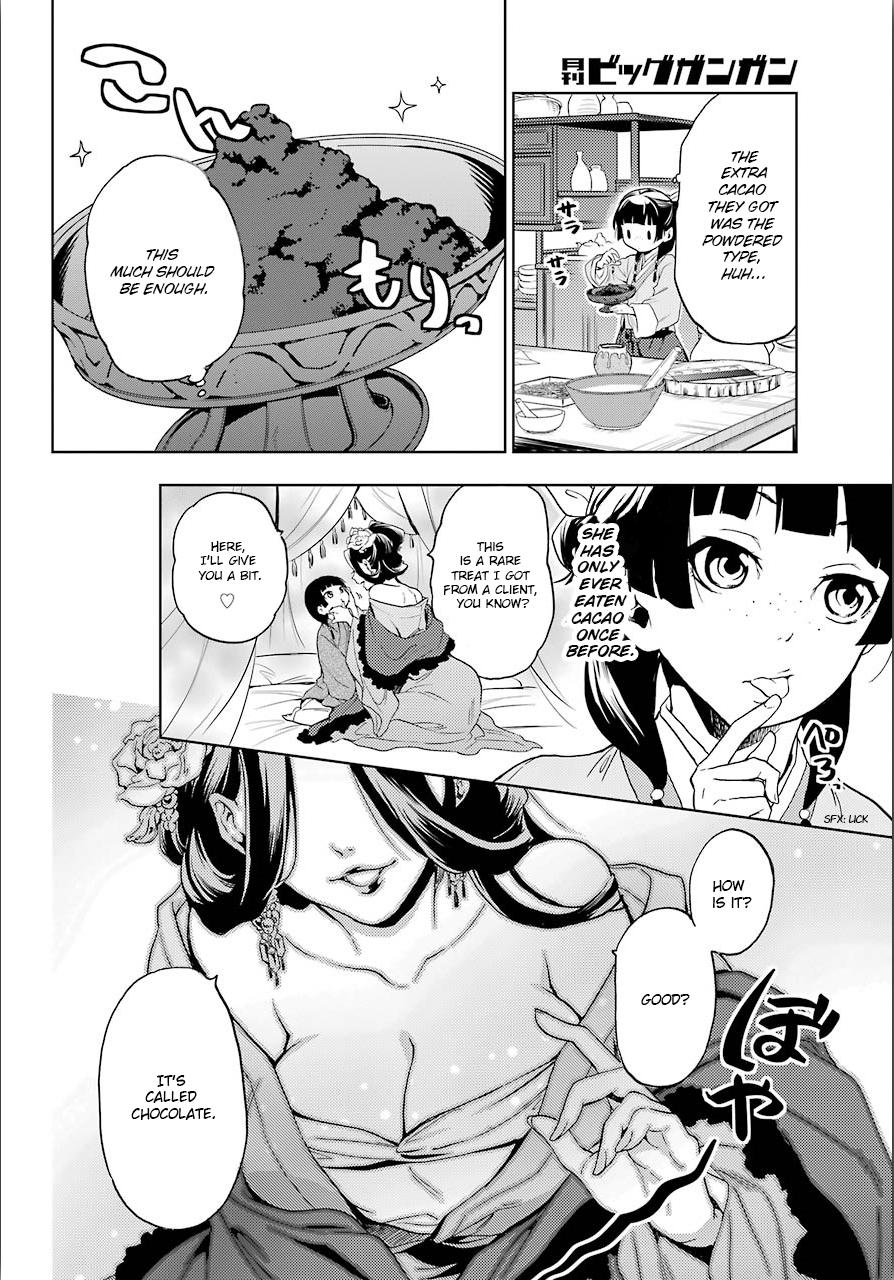 月刊ビッグガンガン
THE
EXTRA
CACAO
THEY GOT
WAS THE
POWDERED
TYPE,
HUH...
サラ
サラ
こんっ
もりっ
THIS
MUCH SHOULD
BE ENOUGH.
SHE
HAS
ONLY
EVER
EATEN
CACAO
ONCE
BEFORE.
ペろ
SFX: LICK
THIS
IS A RARE
TREAT I GOT
FROM A CLIENT,
YOU KNOW?
HERE,
I'LL GIVE
YOU A BIT.
♡
HOW
IS IT?
GOOD?
ぼや
IT'S
CALLED
CHOCOLATE.